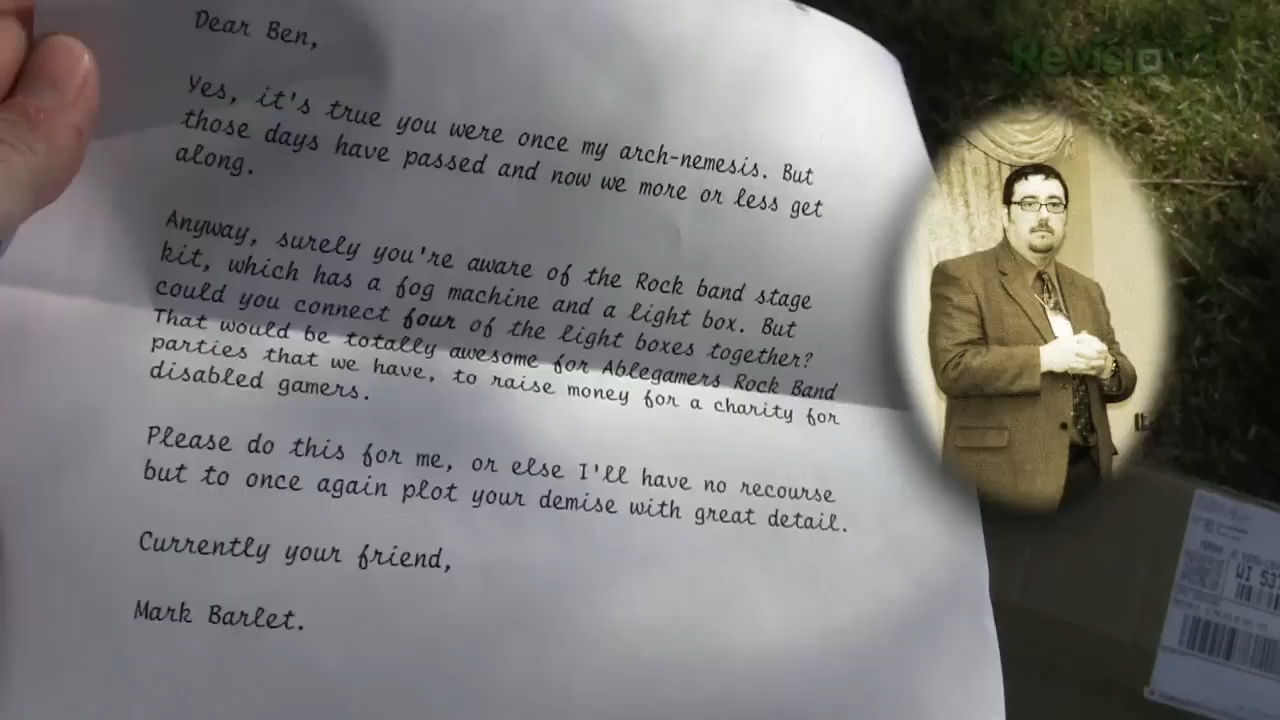 Revision3
Dear Ben,
Yes, it's true you were once my arch-nemesis. But
those days have passed and now we more or less get
along.
Anyway, surely you're aware of the Rock band stage
kit, which has a fog machine and a light box. But
could you connect four of the light boxes together?
That would be totally awesome for Ablegamers Rock Band
parties that we have, to raise money for a charity for
disabled gamers.
Please do this for me, or else I'll have no recourse
but to once again plot your demise with great detail.
Currently your friend,
Mark Barlet.
WI 537